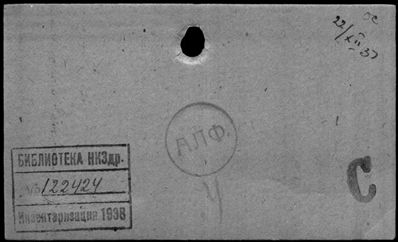 22/XII 37
АЛФ.
БИБЛИОТЕКА НКЗдр.
№ 122424
Инвентаризация 1938
С